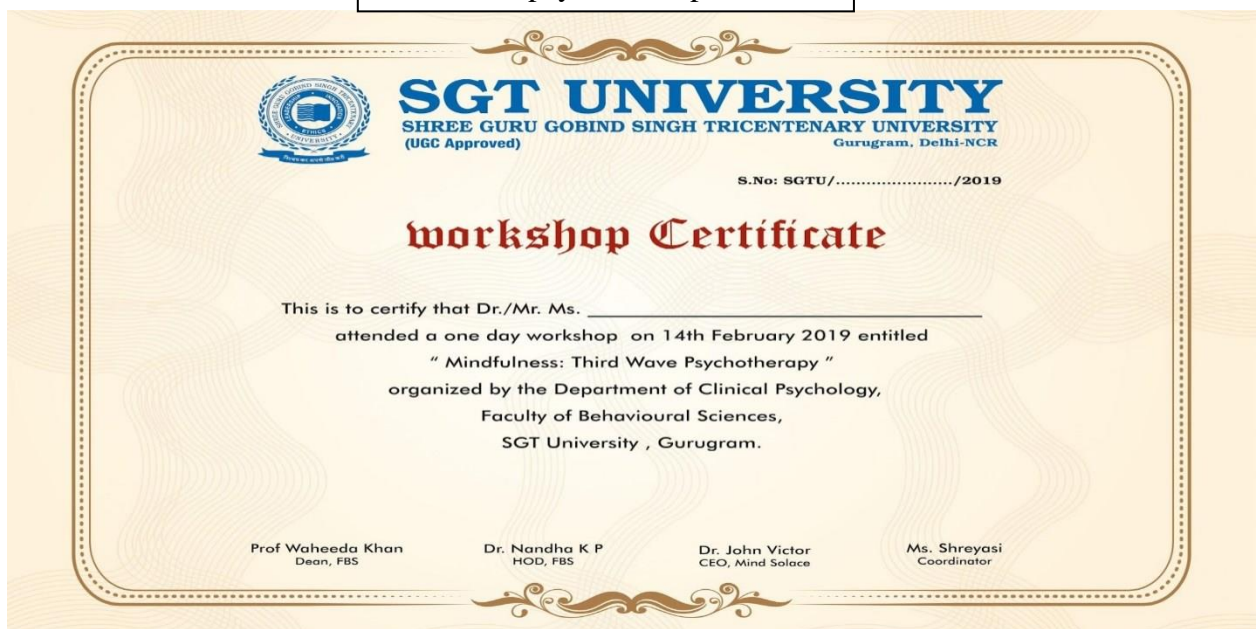 SGT UNIVERSITY
SHREE GURU GOBIND SINGH TRICENTENARY UNIVERSITY
(UGC Approved) Gurugram, Delhi-NCR
S.No: SGTU/......................./2019
workshop Certificate
This is to certify that Dr./Mr. Ms. ______________________
attended a one day workshop on 14th February 2019 entitled
“ Mindfulness: Third Wave Psychotherapy ”
organized by the Department of Clinical Psychology,
Faculty of Behavioural Sciences,
SGT University , Gurugram.
Prof Waheeda Khan Dr. Nandha K P Dr. John Victor Ms. Shreyasi
Dean, FBS HOD, FBS CEO, Mind Solace Coordinator